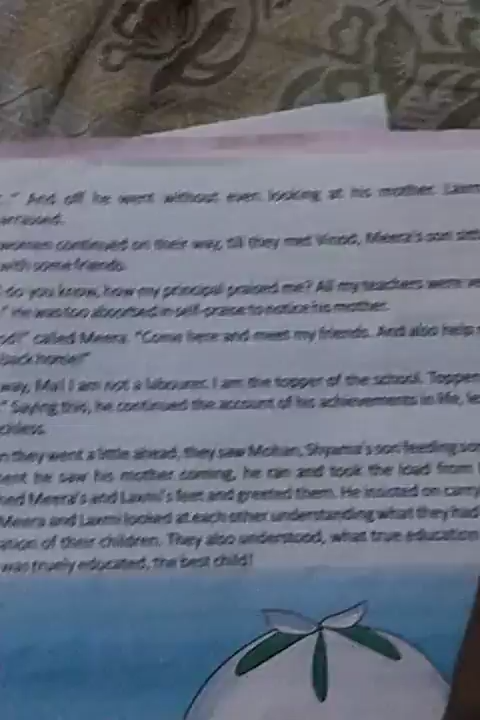 ." And off he went without even looking at his mother. Laxm
arrassed.
women continued on their way, till they met Vinod, Meera's son sitti
with some friends.
do you know, how my principal praised me? All my teachers were
" He was too absorbed in self-praise to notice his mother.
od!" called Meera. "Come here and meet my friends. And also help
back home!"
way, Ma! I am not a labourer. I am the topper of the school. Topper
" Saying this, he continued the account of his achievements in life, le
chless.
n they went a little ahead, they saw Mohan, Shyama's son feeding so
ent he saw his mother coming, he ran and took the load from
hed Meera's and Laxmi's feet and greeted them. He insisted on carry
Meera and Laxmi looked at each other understanding what they had
ation of their children. They also understood, what true education
was truely educated, the best child!